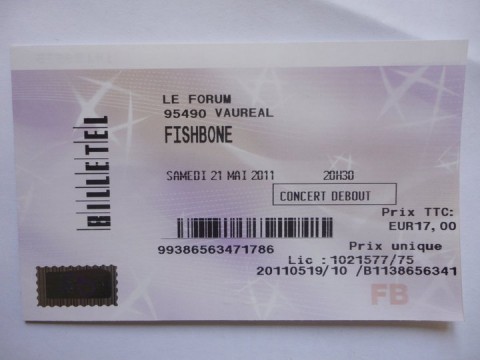 BILLETEL
LE FORUM
95490 VAUREAL
FISHBONE
SAMEDI 21 MAI 2011 20H30
CONCERT DEBOUT
Prix TTC:
EUR17,00
99386563471786
Prix unique
Lic : 1021577/75
20110519/10 /B1138656341
FB